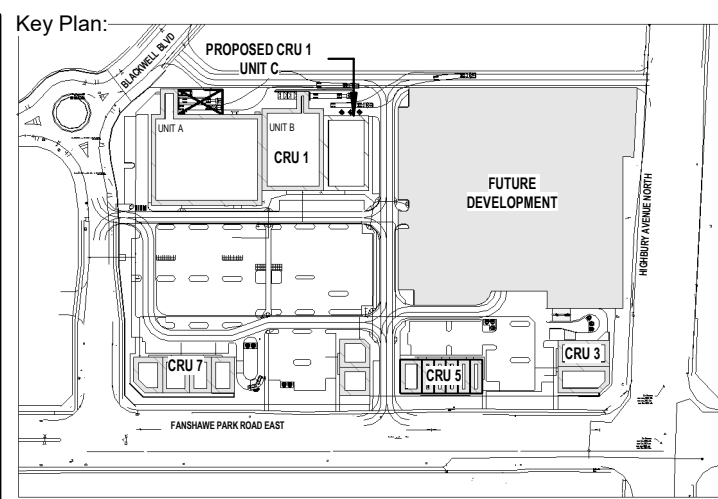 Key Plan:
BLACKWELL BLVD
PROPOSED CRU 1
UNIT C
UNIT A
UNIT B
CRU 1
FUTURE
DEVELOPMENT
HIGHBURY AVENUE NORTH
CRU 7
CRU 5
CRU 3
FANSHAWE PARK ROAD EAST